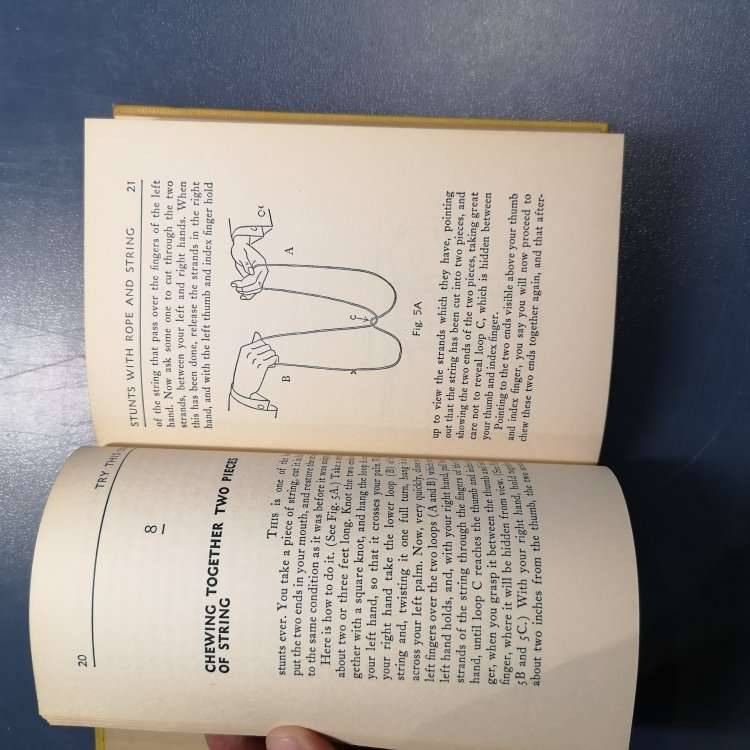 20
TRY THIS
8
CHEWING TOGETHER TWO PIECES
OF STRING
THIS is one of the
stunts ever. You take a piece of string, cut it
put the two ends in your mouth, and restore the
to the same condition as it was before it was
Here is how to do it. (See Fig. 5A.) Take
about two or three feet long. Knot the two
gether with a square knot, and hang the loop
your left hand, so that it crosses your palm.
your right hand take the lower loop (B)
string and, twisting it one full turn, hang
across your left palm. Now, very quickly,
left fingers over the two loops (A and B) which
left hand holds, and, with your right hand,
strands of the string through the fingers of
hand, until loop C reaches the thumb and
ger, when you grasp it between the thumb and
finger, where it will be hidden from view.
5B and 5C.) With your right hand, hold
about two inches from the thumb, the two
STUNTS WITH ROPE AND STRING 21
of the string that pass over the fingers of the left
hand. Now ask some one to cut through the two
strands, between your left and right hands. When
this has been done, release the strands in the right
hand, and with the left thumb and index finger hold
A
B
C
Fig. 5A
up to view the strands which they have, pointing
out that the string has been cut into two pieces, and
showing the two ends of the two pieces, taking great
care not to reveal loop C, which is hidden between
your thumb and index finger.
Pointing to the two ends visible above your thumb
and index finger, you say you will now proceed to
chew these two ends together again, and that after-